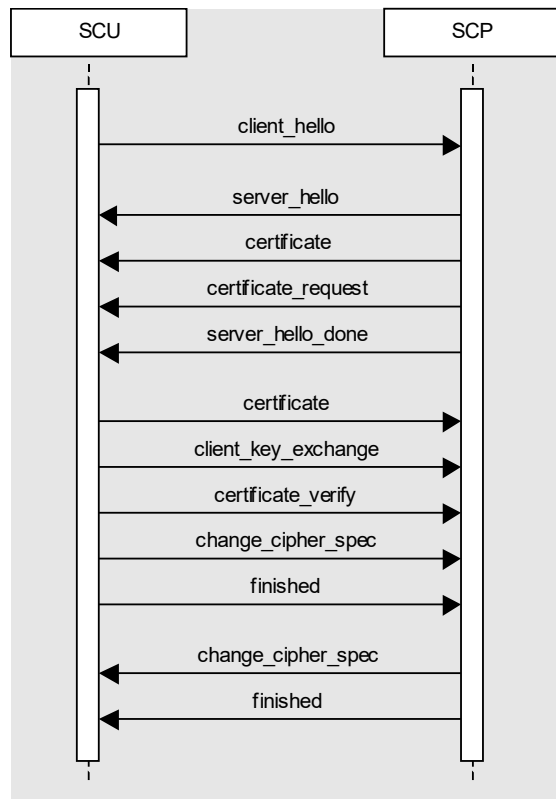 SCU
SCP
client_hello
server_hello
certificate
certificate_request
server_hello_done
certificate
client_key_exchange
certificate_verify
change_cipher_spec
finished
change_cipher_spec
finished